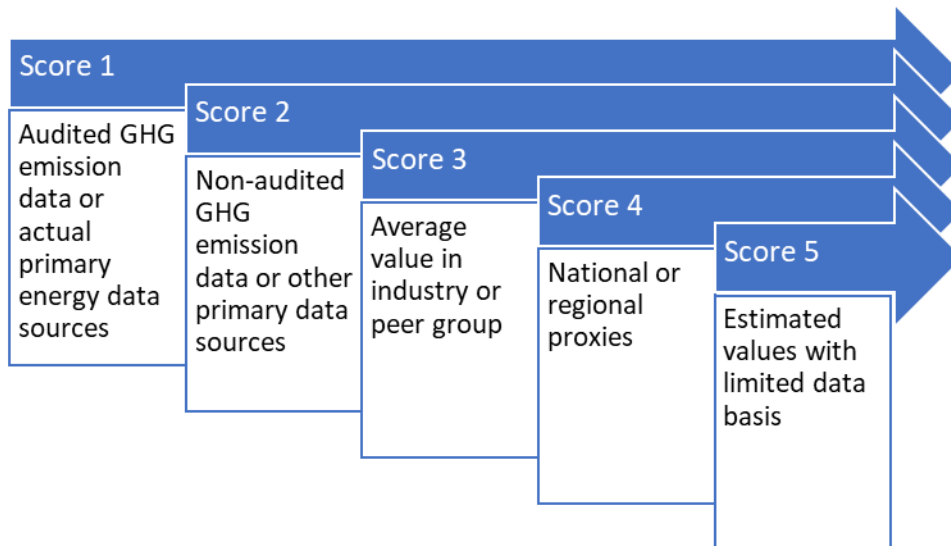 Score 1
Audited GHG
emission
data or
actual
primary
energy data
sources
Score 2
Non-audited
GHG
emission
data or other
primary data
sources
Score 3
Average
value in
industry or
peer group
Score 4
National or
regional
proxies
Score 5
Estimated
values with
limited data
basis